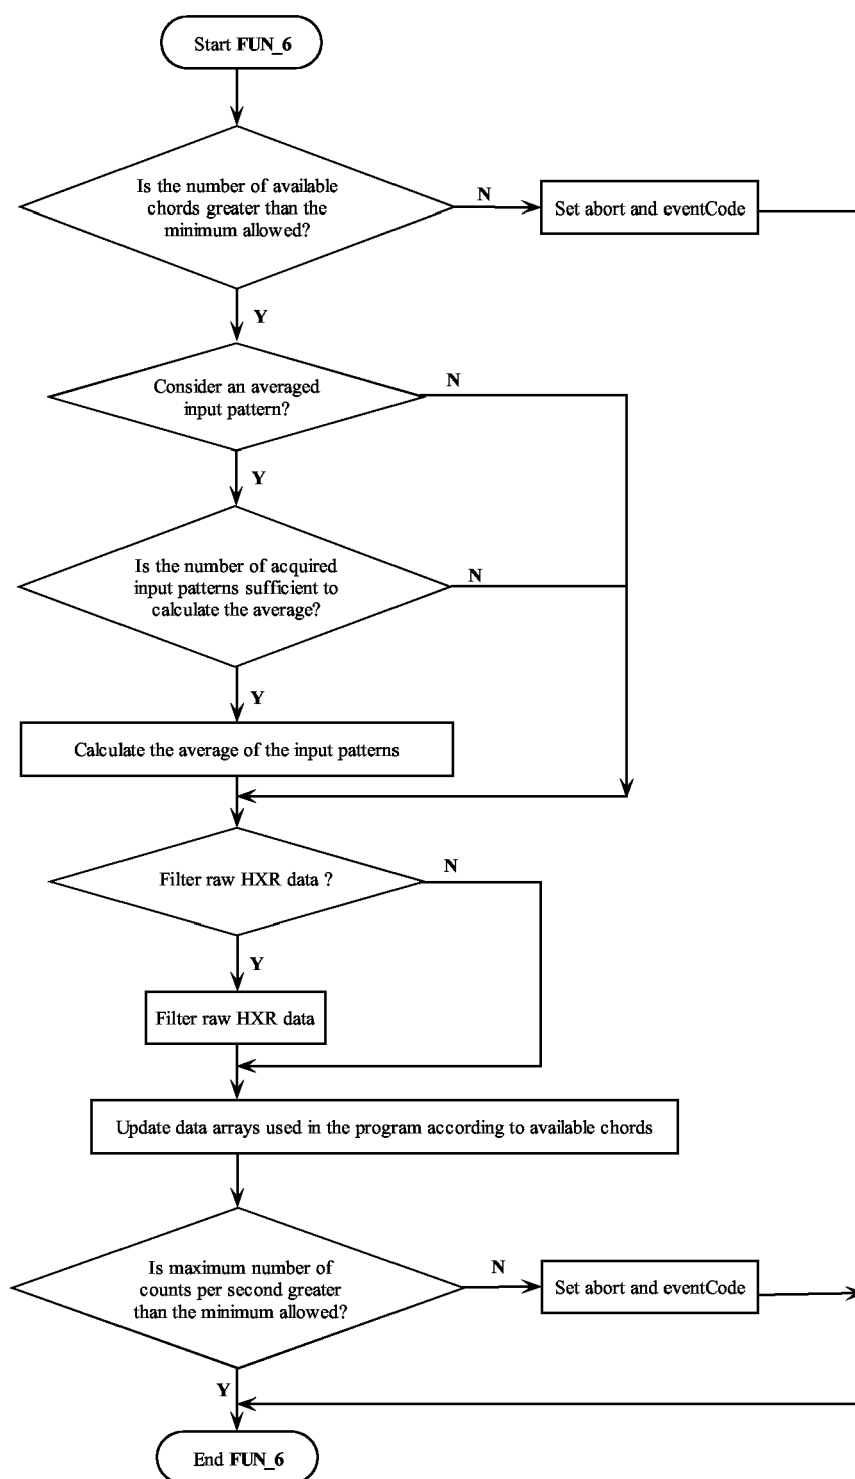 Start FUN_6
Is the number of available
chords greater than the
minimum allowed?
N
Set abort and eventCode
Y
Consider an averaged
input pattern?
N
Y
Is the number of acquired
input patterns sufficient to
calculate the average?
N
Y
Calculate the average of the input patterns
Filter raw HXR data ?
N
Y
Filter raw HXR data
Update data arrays used in the program according to available chords
Is maximum number of
counts per second greater
than the minimum allowed?
N
Set abort and eventCode
Y
End FUN_6